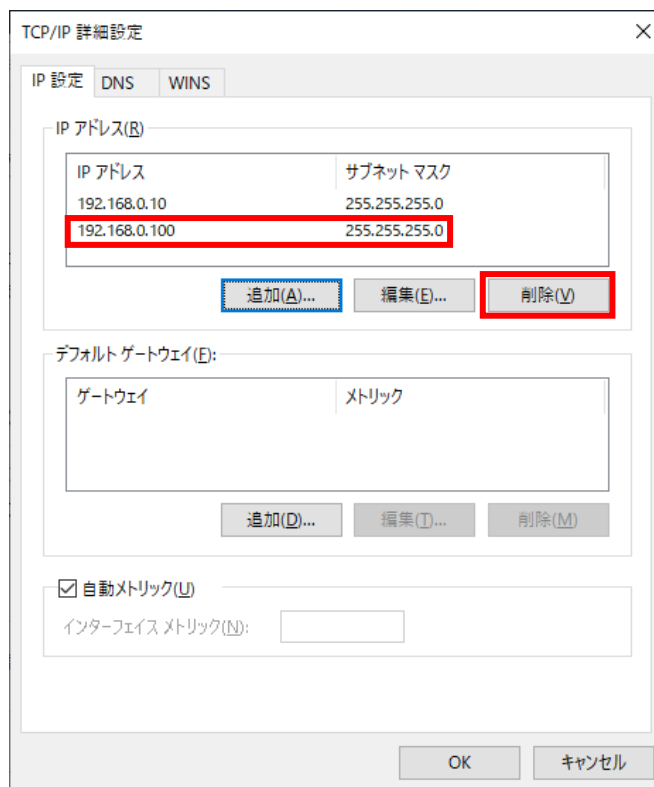 TCP/IP 詳細設定
IP 設定 DNS WINS
IP アドレス(R)
IP アドレス サブネット マスク
192.168.0.10 255.255.255.0
192.168.0.100 255.255.255.0
追加(A)... 編集(E)... 削除(V)
デフォルト ゲートウェイ(F):
ゲートウェイ メトリック
追加(D)... 編集(T)... 削除(M)
自動メトリック(U)
インターフェイス メトリック(N):
OK キャンセル